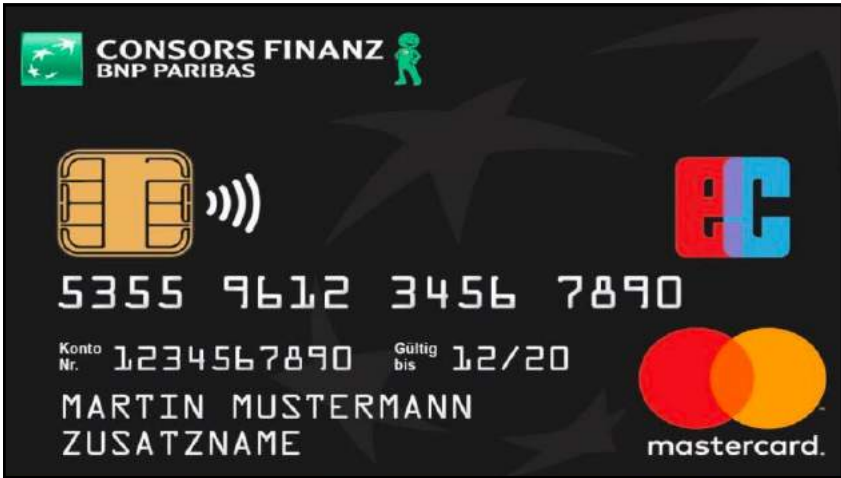 CONSORS FINANZ
BNP PARIBAS
ec
5355 9612 3456 7890
Konto Nr. 1234567890 Gültig bis 12/20
MARTIN MUSTERMANN
ZUSATZNAME
mastercard.